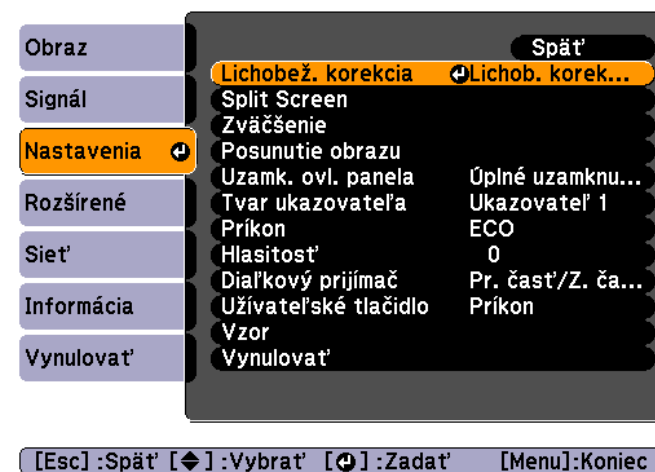 Obraz
Signál
Nastavenia
Rozšírené
Sieť
Informácia
Vynulovať
Späť
Lichobež. korekcia Lichob. korek...
Split Screen
Zväčšenie
Posunutie obrazu
Uzamk. ovl. panela Úplné uzamknu...
Tvar ukazovateľa Ukazovateľ 1
Príkon ECO
Hlasitosť 0
Diaľkový prijímač Pr. časť/Z. ča...
Užívateľské tlačidlo Príkon
Vzor
Vynulovať
[Esc] :Späť [◆] :Vybrať [⏎] :Zadať [Menu]:Koniec